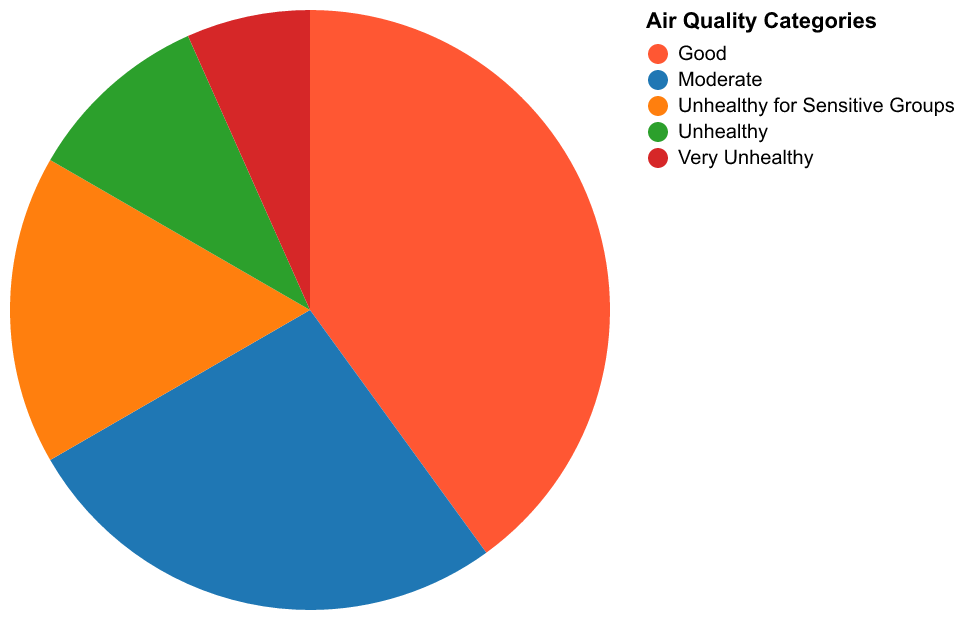 Air Quality Categories
Good
Moderate
Unhealthy for Sensitive Groups
Unhealthy
Very Unhealthy